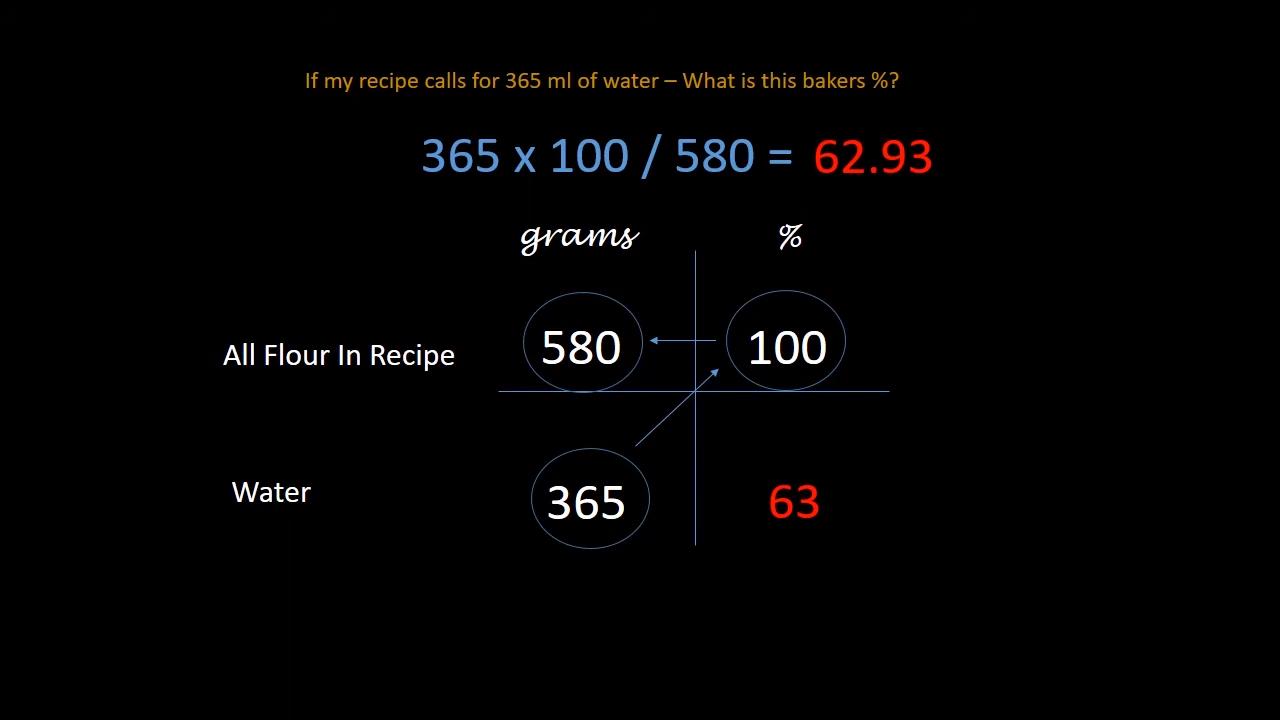 If my recipe calls for 365 ml of water – What is this bakers %?
365 x 100 / 580 = 62.93
grams %
All Flour In Recipe 580 100
Water 365 63